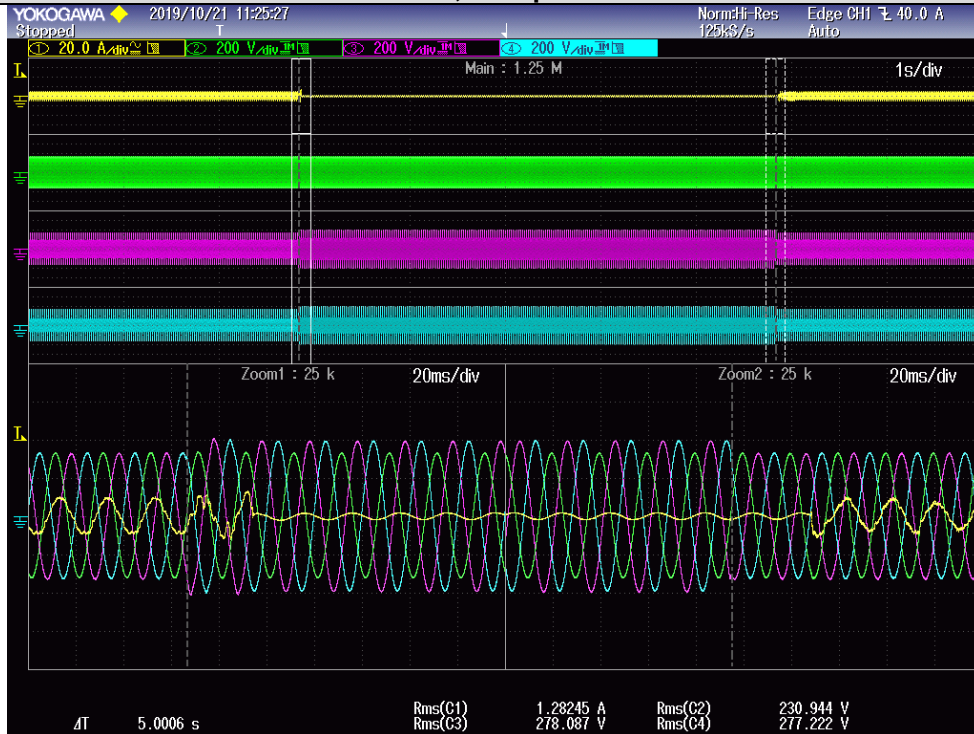 YOKOGAWA 2019/10/21 11:25:27 Norm:Hi-Res Edge CH1 40.0 A
Stopped 125kS/s Auto
1 20.0 A/div 2 200 V/div 3 200 V/div 4 200 V/div
T
Main : 1.25 M 1s/div
Zoom1 : 25 k 20ms/div Zoom2 : 25 k 20ms/div
Rms(C1) 1.28245 A Rms(C2) 230.944 V
ΔT 5.0006 s Rms(C3) 278.087 V Rms(C4) 277.222 V